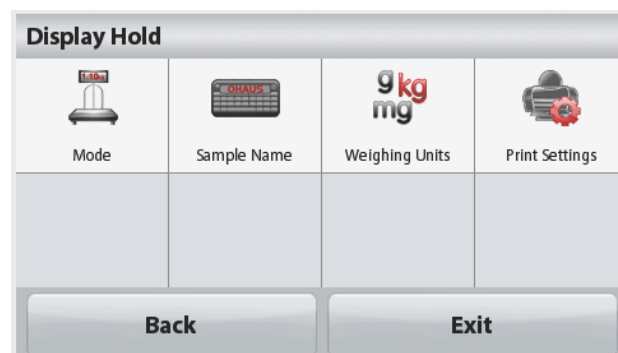 Display Hold
1.10g
OHAUS
g kg
mg
Mode
Sample Name
Weighing Units
Print Settings
Back
Exit